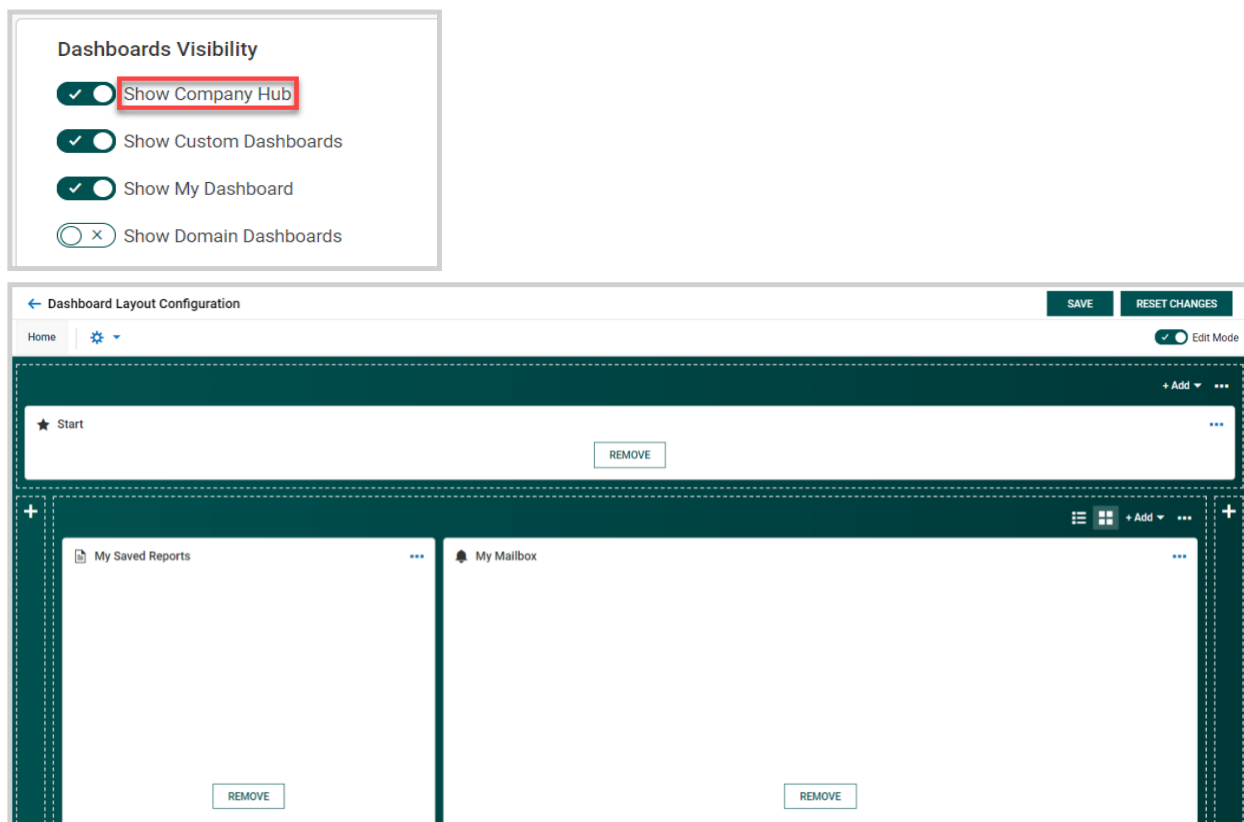 Dashboards Visibility
Show Company Hub
Show Custom Dashboards
Show My Dashboard
Show Domain Dashboards
Dashboard Layout Configuration SAVE RESET CHANGES
Home Edit Mode
+ Add
Start
REMOVE
+ Add
My Saved Reports My Mailbox
REMOVE REMOVE